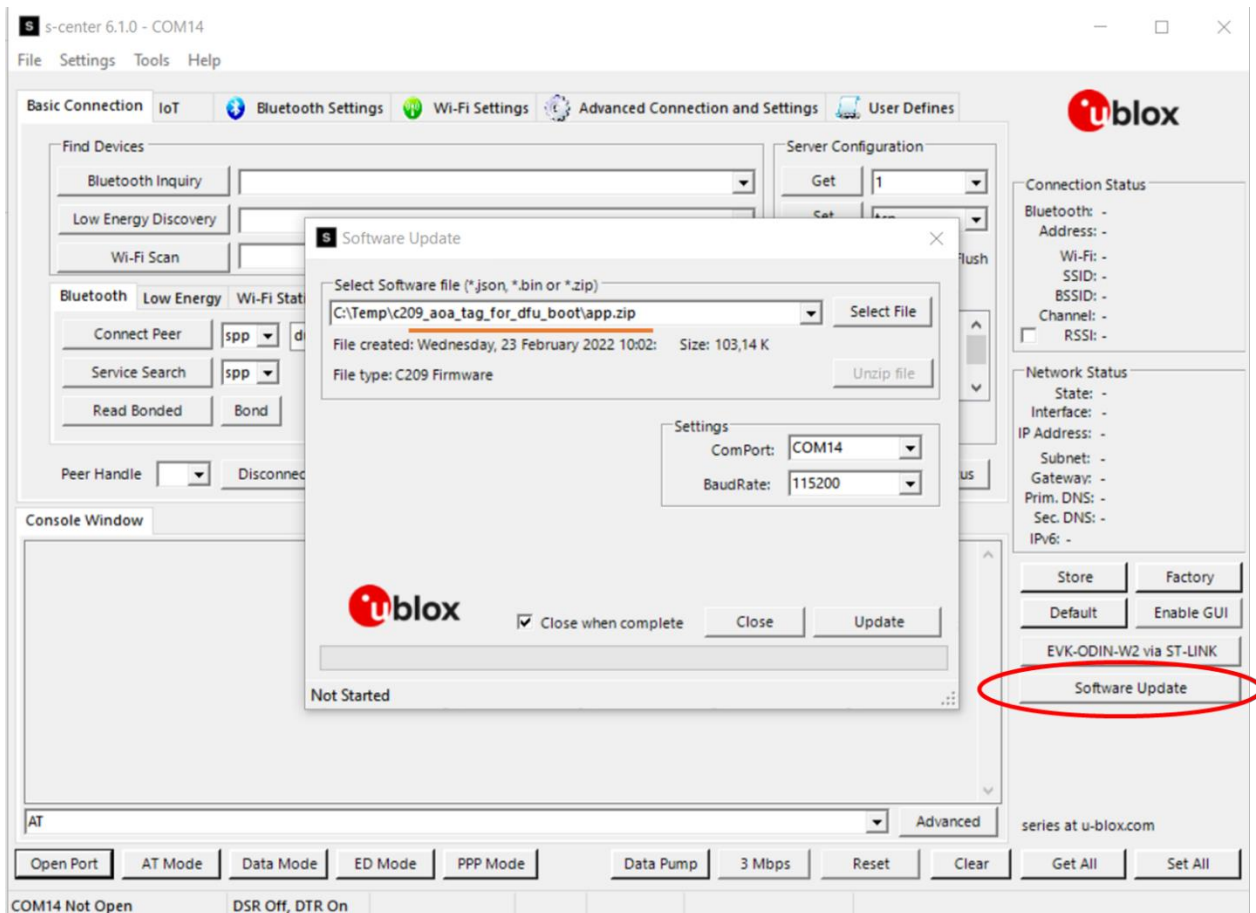 s-center 6.1.0 - COM14
File Settings Tools Help
Basic Connection IoT Bluetooth Settings Wi-Fi Settings Advanced Connection and Settings User Defines
ublox
Find Devices
Server Configuration
Bluetooth Inquiry
Get 1
Low Energy Discovery
Wi-Fi Scan
Flush
Connection Status
Bluetooth: -
Address: -
Wi-Fi: -
SSID: -
BSSID: -
Channel: -
RSSI: -
Bluetooth Low Energy Wi-Fi Stati
Connect Peer spp
Service Search spp
Read Bonded Bond
Peer Handle Disconnec
us
Software Update
Select Software file (*.json, *.bin or *.zip)
C:\Temp\c209_aoa_tag_for_dfu_boot\app.zip Select File
File created: Wednesday, 23 February 2022 10:02: Size: 103,14 K
File type: C209 Firmware Unzip file
Settings
ComPort: COM14
BaudRate: 115200
ublox
Close when complete Close Update
Not Started
Network Status
State: -
Interface: -
IP Address: -
Subnet: -
Gateway: -
Prim. DNS: -
Sec. DNS: -
IPv6: -
Store Factory
Default Enable GUI
EVK-ODIN-W2 via ST-LINK
Software Update
Console Window
AT Advanced
series at u-blox.com
Open Port AT Mode Data Mode ED Mode PPP Mode Data Pump 3 Mbps Reset Clear Get All Set All
COM14 Not Open DSR Off, DTR On